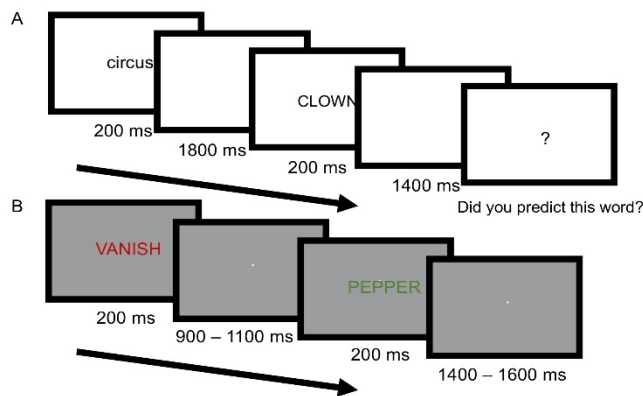 A
circus
200 ms
1800 ms
CLOWN
200 ms
1400 ms
?
Did you predict this word?
B
VANISH
200 ms
900 – 1100 ms
PEPPER
200 ms
1400 – 1600 ms